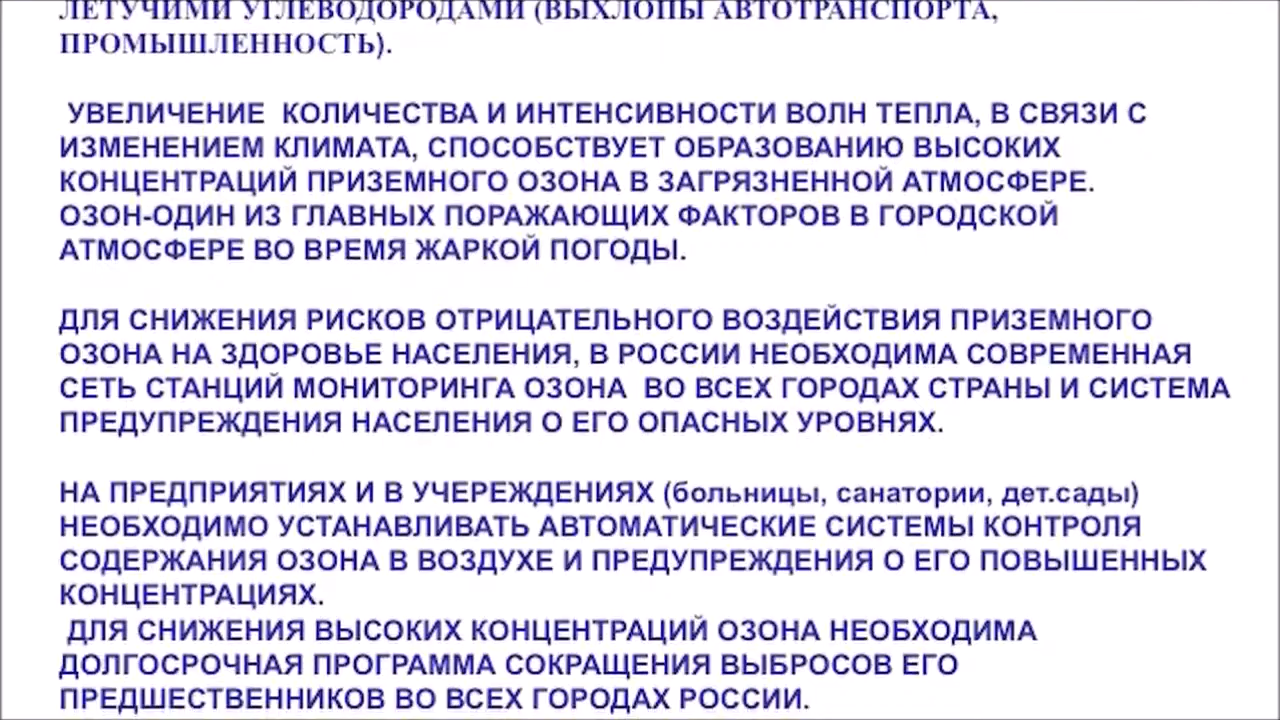 ЛЕТУЧИМИ УГЛЕВОДОРОДАМИ (ВЫХЛОПЫ АВТОТРАНСПОРТА,
ПРОМЫШЛЕННОСТЬ).
УВЕЛИЧЕНИЕ КОЛИЧЕСТВА И ИНТЕНСИВНОСТИ ВОЛН ТЕПЛА, В СВЯЗИ С
ИЗМЕНЕНИЕМ КЛИМАТА, СПОСОБСТВУЕТ ОБРАЗОВАНИЮ ВЫСОКИХ
КОНЦЕНТРАЦИЙ ПРИЗЕМНОГО ОЗОНА В ЗАГРЯЗНЕННОЙ АТМОСФЕРЕ.
ОЗОН-ОДИН ИЗ ГЛАВНЫХ ПОРАЖАЮЩИХ ФАКТОРОВ В ГОРОДСКОЙ
АТМОСФЕРЕ ВО ВРЕМЯ ЖАРКОЙ ПОГОДЫ.
ДЛЯ СНИЖЕНИЯ РИСКОВ ОТРИЦАТЕЛЬНОГО ВОЗДЕЙСТВИЯ ПРИЗЕМНОГО
ОЗОНА НА ЗДОРОВЬЕ НАСЕЛЕНИЯ, В РОССИИ НЕОБХОДИМА СОВРЕМЕННАЯ
СЕТЬ СТАНЦИЙ МОНИТОРИНГА ОЗОНА ВО ВСЕХ ГОРОДАХ СТРАНЫ И СИСТЕМА
ПРЕДУПРЕЖДЕНИЯ НАСЕЛЕНИЯ О ЕГО ОПАСНЫХ УРОВНЯХ.
НА ПРЕДПРИЯТИЯХ И В УЧЕРЕЖДЕНИЯХ (больницы, санатории, дет.сады)
НЕОБХОДИМО УСТАНАВЛИВАТЬ АВТОМАТИЧЕСКИЕ СИСТЕМЫ КОНТРОЛЯ
СОДЕРЖАНИЯ ОЗОНА В ВОЗДУХЕ И ПРЕДУПРЕЖДЕНИЯ О ЕГО ПОВЫШЕННЫХ
КОНЦЕНТРАЦИЯХ.
ДЛЯ СНИЖЕНИЯ ВЫСОКИХ КОНЦЕНТРАЦИЙ ОЗОНА НЕОБХОДИМА
ДОЛГОСРОЧНАЯ ПРОГРАММА СОКРАЩЕНИЯ ВЫБРОСОВ ЕГО
ПРЕДШЕСТВЕННИКОВ ВО ВСЕХ ГОРОДАХ РОССИИ.